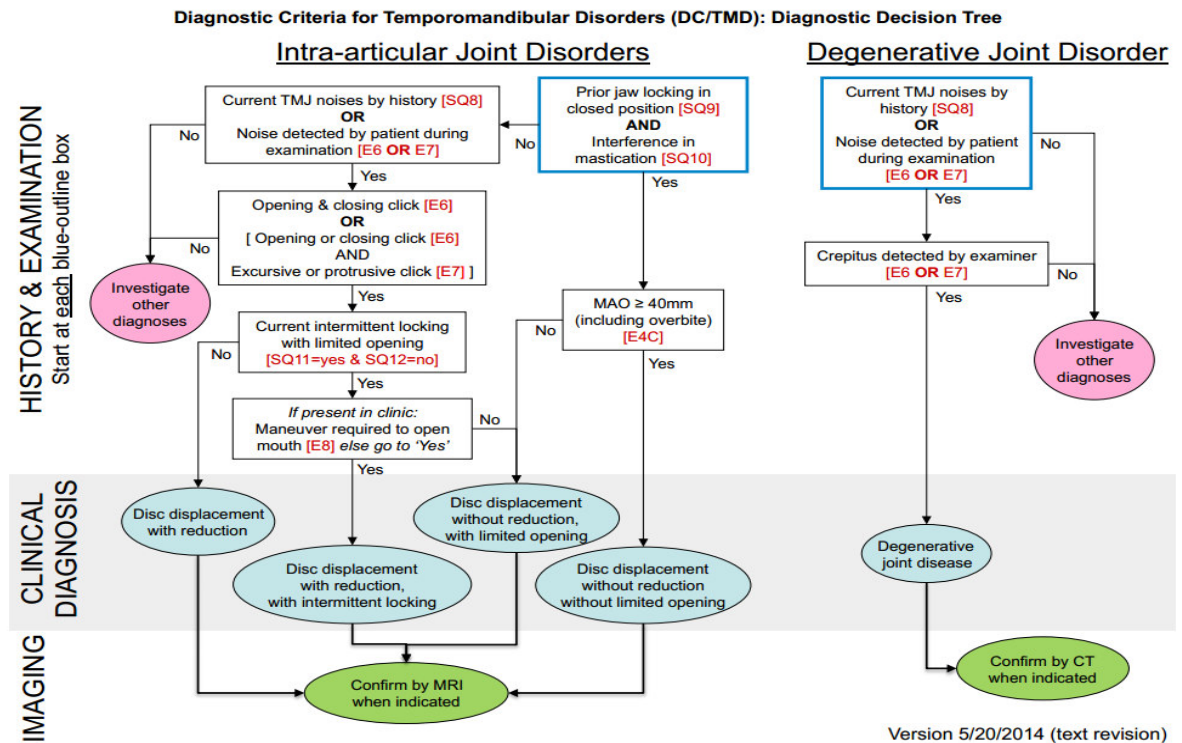 Diagnostic Criteria for Temporomandibular Disorders (DC/TMD): Diagnostic Decision Tree
Intra-articular Joint Disorders
Degenerative Joint Disorder
HISTORY & EXAMINATION
Start at each blue-outline box
Current TMJ noises by history [SQ8]
OR
Noise detected by patient during
examination [E6 OR E7]
Prior jaw locking in
closed position [SQ9]
AND
Interference in
mastication [SQ10]
Current TMJ noises by
history [SQ8]
OR
Noise detected by patient
during examination
[E6 OR E7]
No
No
No
Yes
Yes
Yes
Opening & closing click [E6]
OR
[ Opening or closing click [E6]
AND
Excursive or protrusive click [E7] ]
No
Yes
Crepitus detected by examiner
[E6 OR E7]
No
Yes
Investigate
other
diagnoses
MAO ≥ 40mm
(including overbite)
[E4C]
No
Yes
Current intermittent locking
with limited opening
[SQ11=yes & SQ12=no]
No
Yes
Investigate
other
diagnoses
If present in clinic:
Maneuver required to open
mouth [E8] else go to ‘Yes’
No
Yes
CLINICAL
DIAGNOSIS
Disc displacement
with reduction
Disc displacement
with reduction,
with intermittent locking
Disc displacement
without reduction,
with limited opening
Disc displacement
without reduction
without limited opening
Degenerative
joint disease
IMAGING
Confirm by MRI
when indicated
Confirm by CT
when indicated
Version 5/20/2014 (text revision)